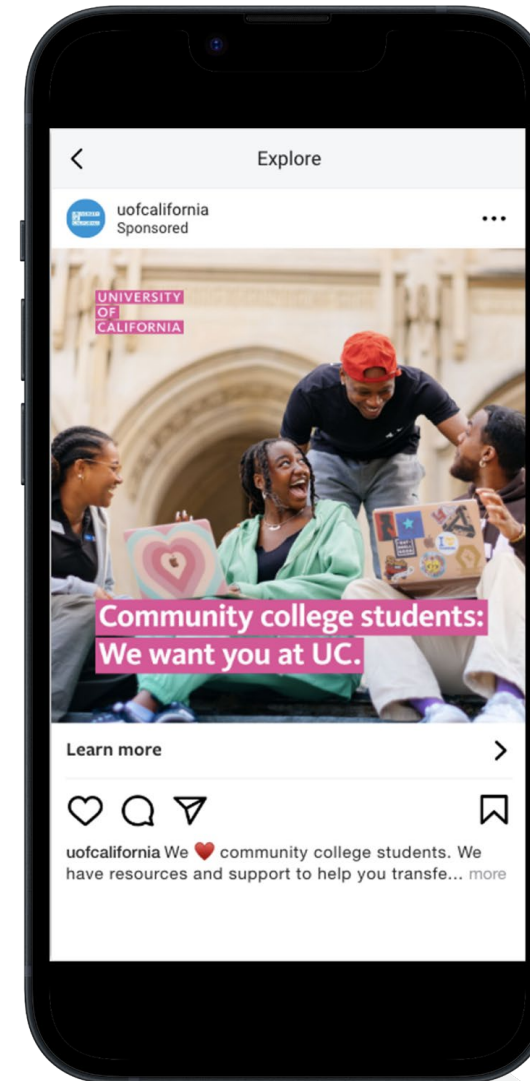 Explore
uofcalifornia
Sponsored
UNIVERSITY
OF
CALIFORNIA
Community college students:
We want you at UC.
Learn more
uofcalifornia We ❤️ community college students. We
have resources and support to help you transfe... more